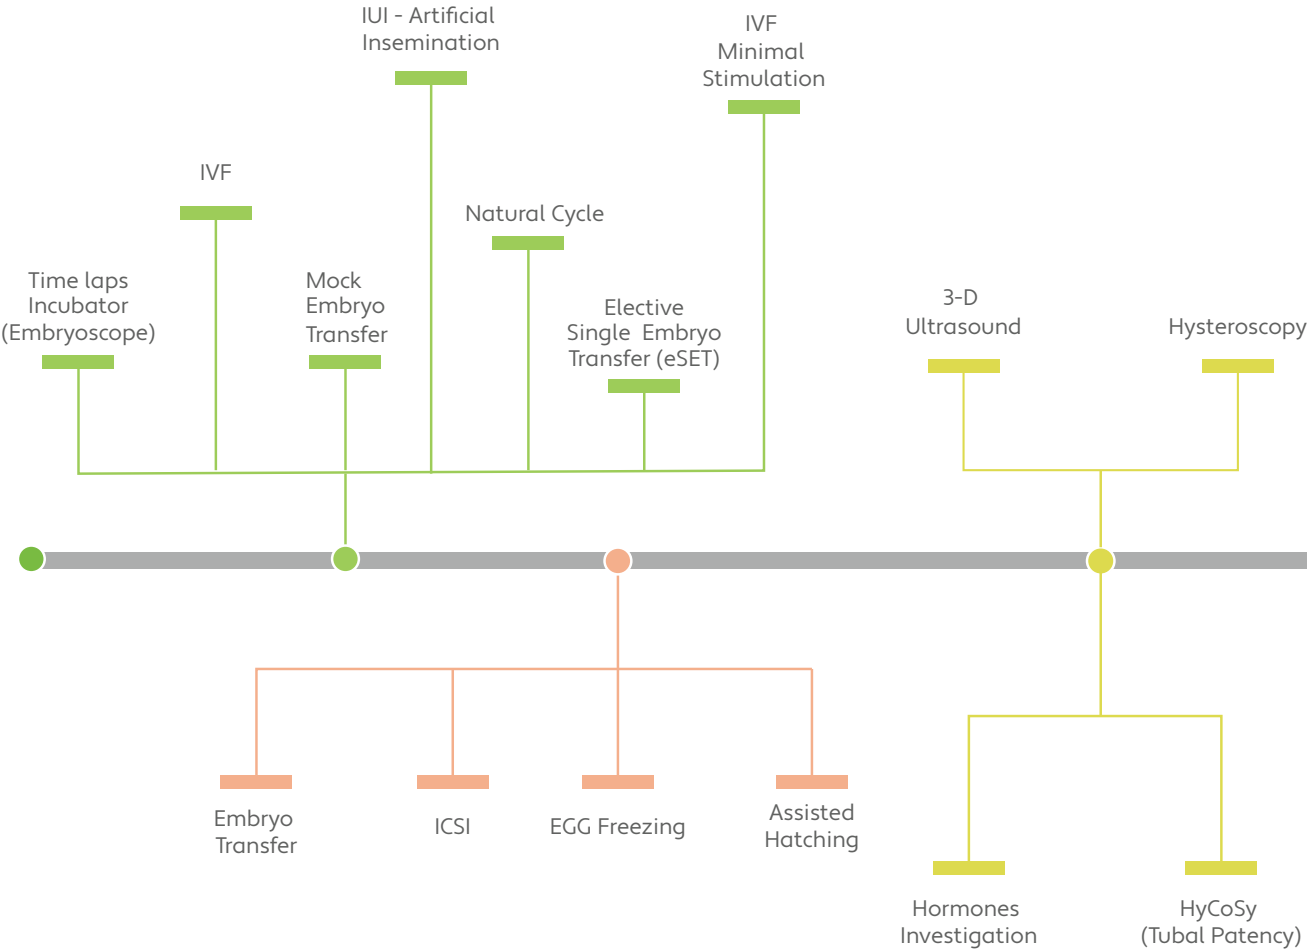 IUI - Artificial
Insemination
IVF
Minimal
Stimulation
IVF
Natural Cycle
Time laps
Incubator
(Embryoscope)
Mock
Embryo
Transfer
Elective
Single Embryo
Transfer (eSET)
3-D
Ultrasound
Hysteroscopy
Embryo
Transfer
ICSI
EGG Freezing
Assisted
Hatching
Hormones
Investigation
HyCoSy
(Tubal Patency)